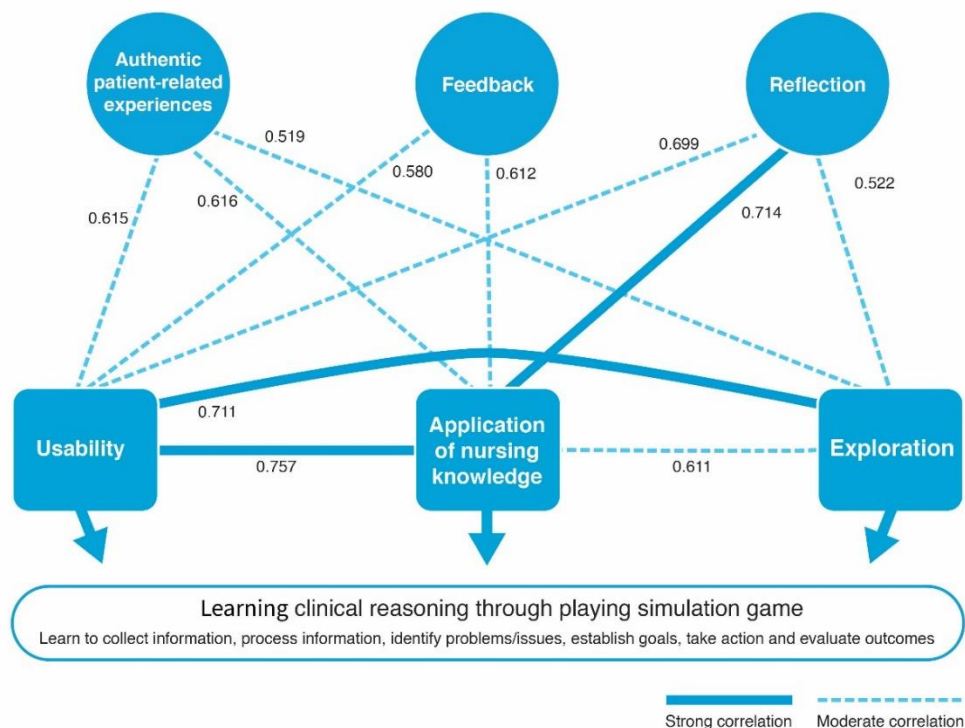 Authentic
patient-related
experiences
Feedback
Reflection
0.519
0.699
0.580
0.612
0.522
0.615
0.616
0.714
0.711
Usability
Application
of nursing
knowledge
Exploration
0.757
0.611
Learning clinical reasoning through playing simulation game
Learn to collect information, process information, identify problems/issues, establish goals, take action and evaluate outcomes
Strong correlation
Moderate correlation